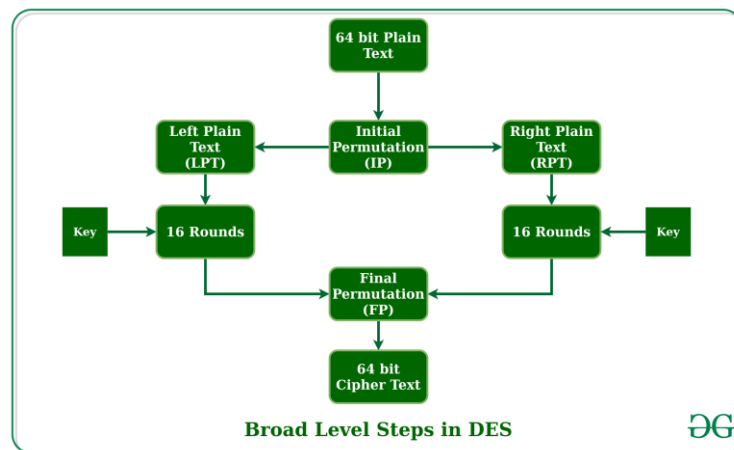 64 bit Plain
Text
Left Plain
Text
(LPT)
Initial
Permutation
(IP)
Right Plain
Text
(RPT)
Key
16 Rounds
16 Rounds
Key
Final
Permutation
(FP)
64 bit
Cipher Text
Broad Level Steps in DES